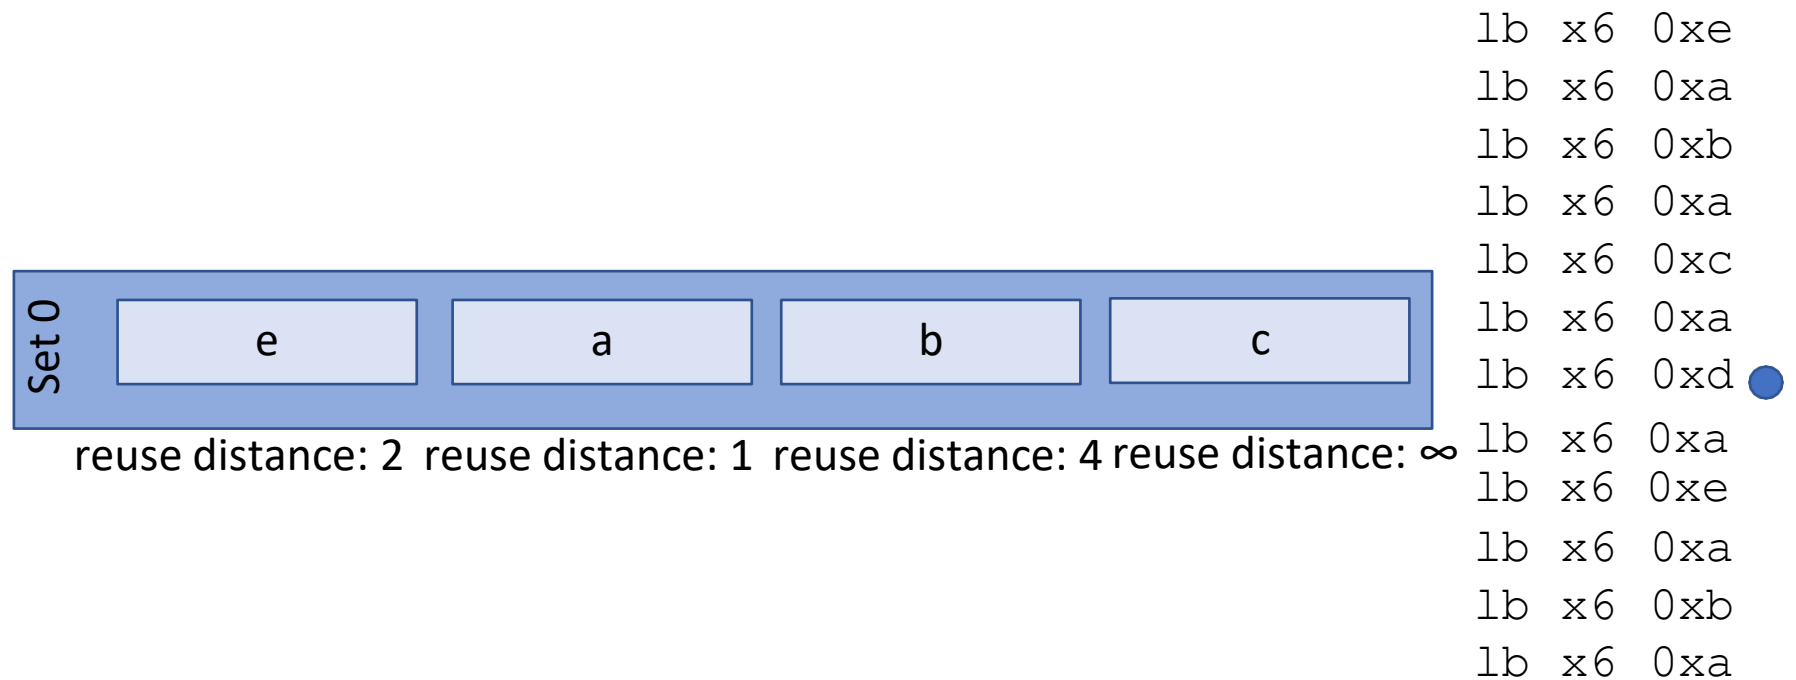 Set 0
e
a
b
c
reuse distance: 2
reuse distance: 1
reuse distance: 4
reuse distance: ∞
lb x6 0xe
lb x6 0xa
lb x6 0xb
lb x6 0xa
lb x6 0xc
lb x6 0xa
lb x6 0xd
lb x6 0xa
lb x6 0xe
lb x6 0xa
lb x6 0xb
lb x6 0xa